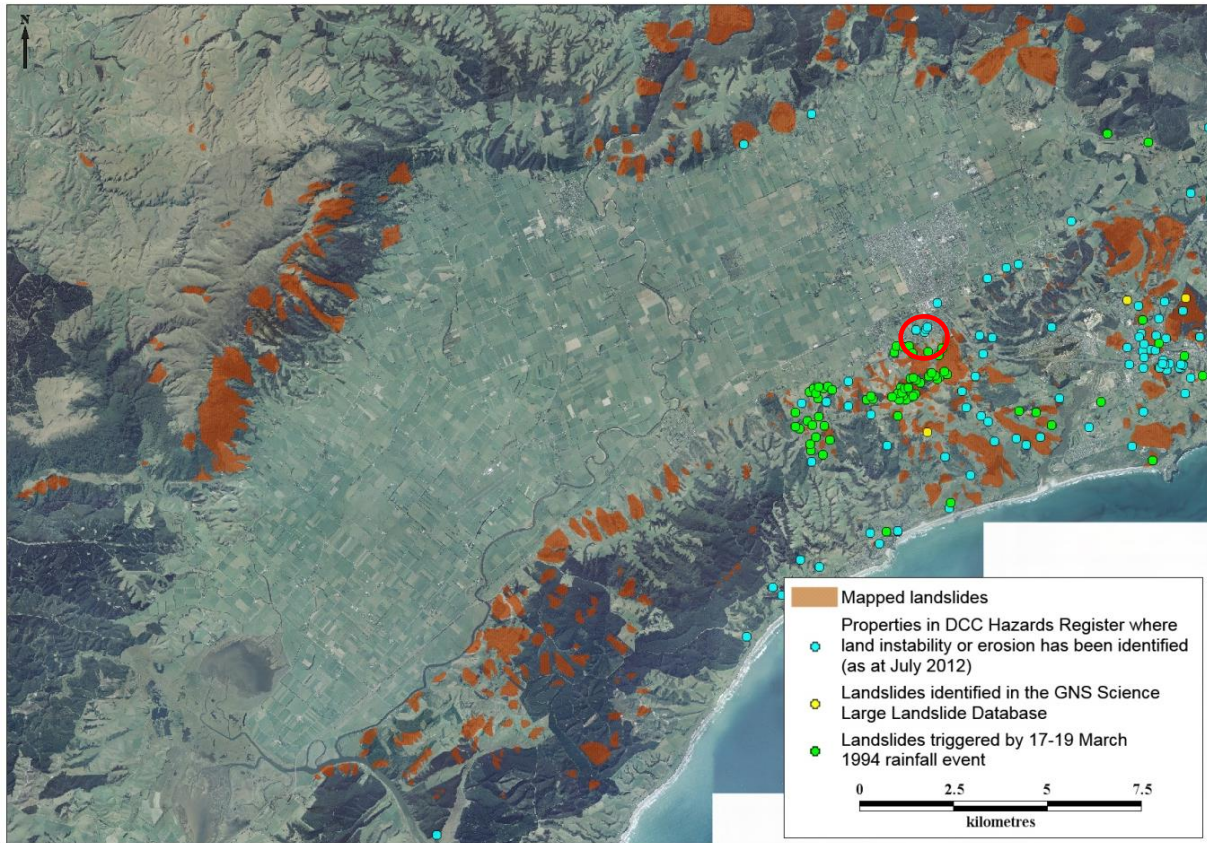 N
Mapped landslides
Properties in DCC Hazards Register where
land instability or erosion has been identified
(as at July 2012)
Landslides identified in the GNS Science
Large Landslide Database
Landslides triggered by 17-19 March
1994 rainfall event
0 2.5 5 7.5
kilometres